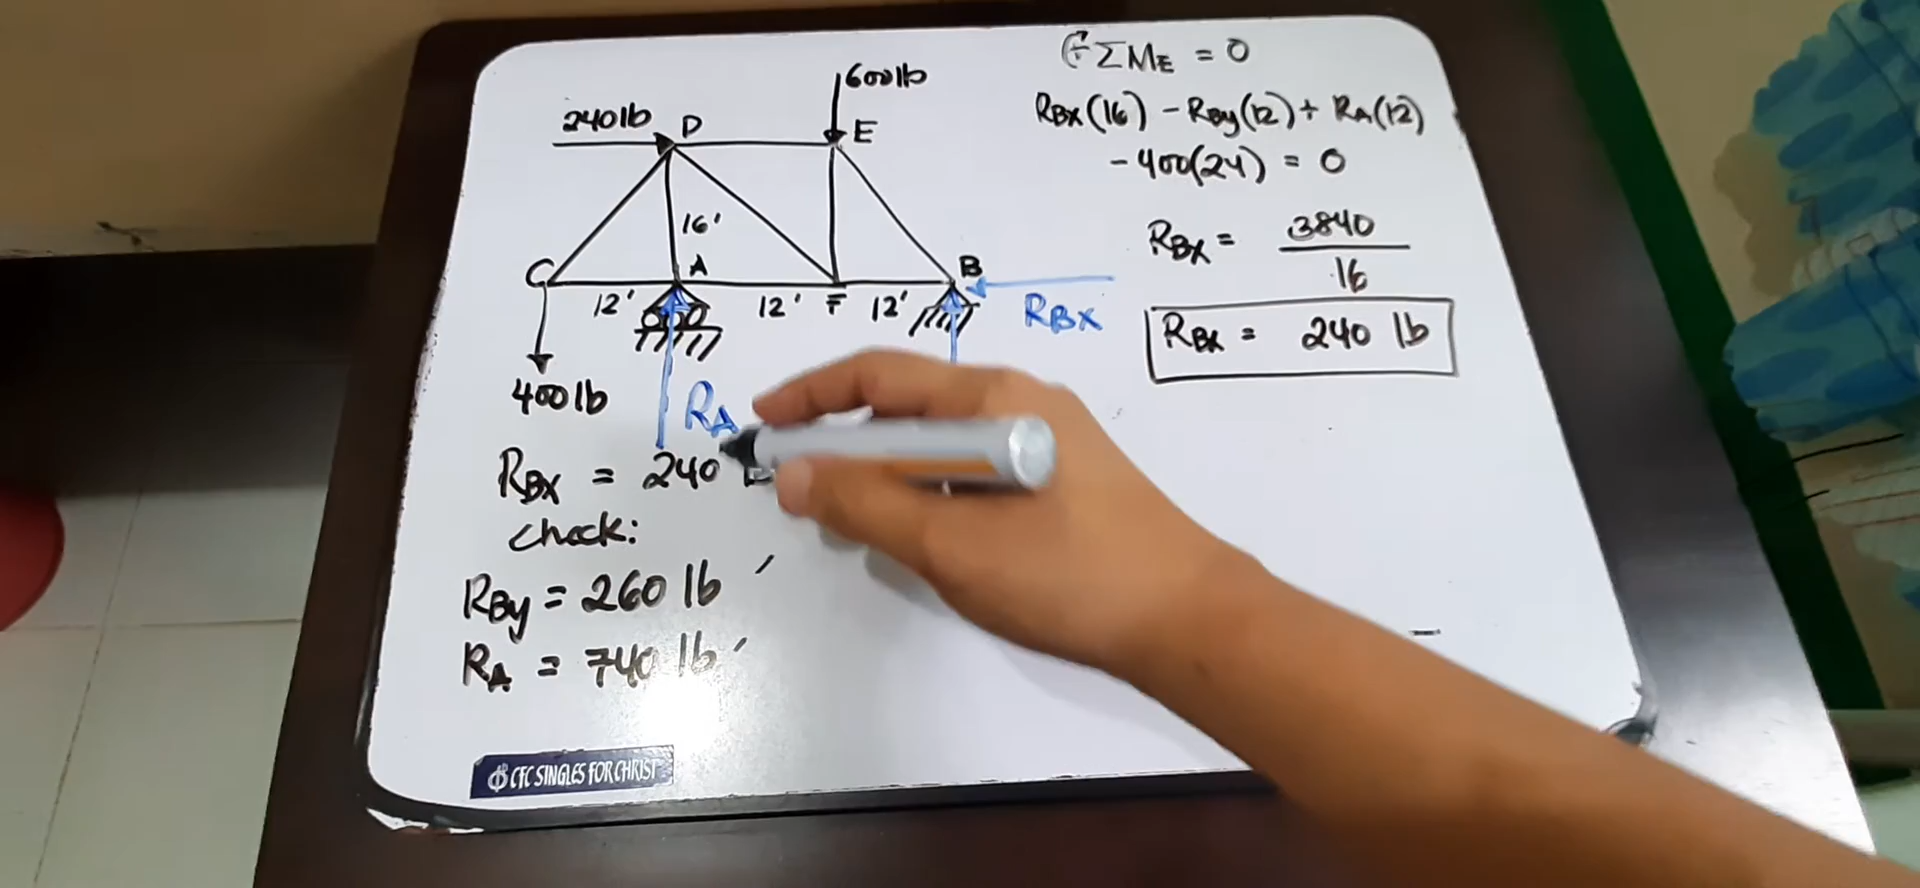 240lb
D
600lb
E
16'
C
A
B
12'
12'
F
12'
RBX
400lb
RA
RBX = 240
Check:
RBy = 260 lb
RA = 740 lb
ΣME = 0
RBX(16) - RBy(12) + RA(12)
- 400(24) = 0
RBX = 3840
16
RBX = 240 lb
CFC SINGLES FOR CHRIST